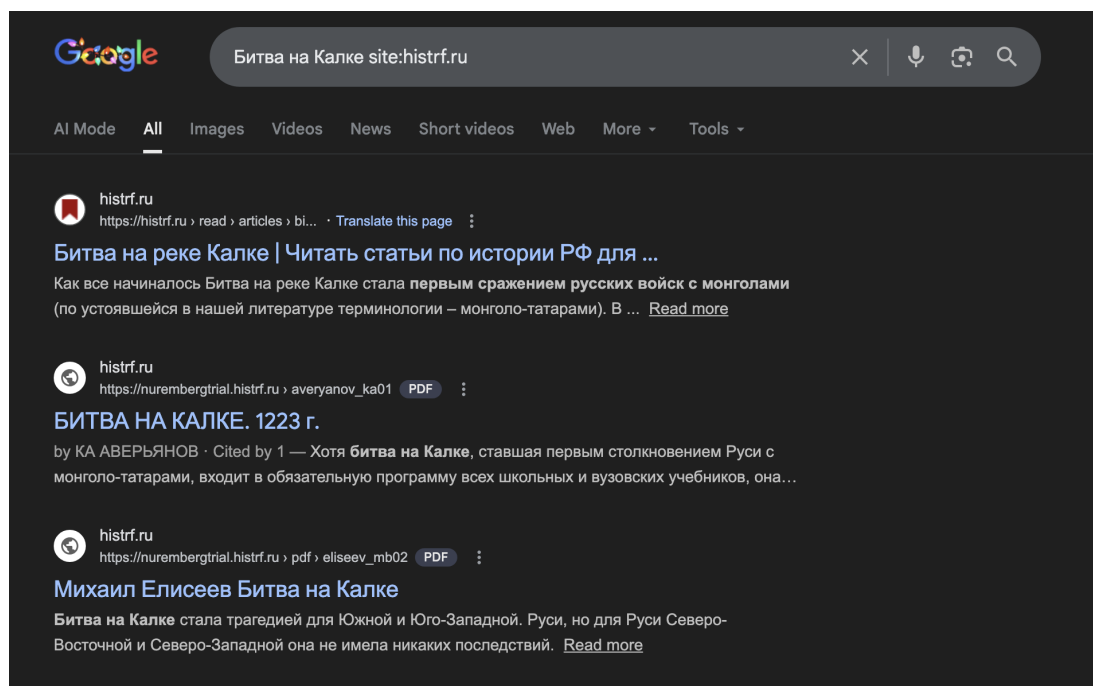 Google
Битва на Калке site:histrf.ru
AI Mode All Images Videos News Short videos Web More Tools
histrf.ru
https://histrf.ru › read › articles › bi... · Translate this page
Битва на реке Калке | Читать статьи по истории РФ для ...
Как все начиналось Битва на реке Калке стала первым сражением русских войск с монголами
(по устоявшейся в нашей литературе терминологии – монголо-татарами). В ... Read more
histrf.ru
https://nurembergtrial.histrf.ru › averyanov_ka01 PDF
БИТВА НА КАЛКЕ. 1223 г.
by КА АВЕРЬЯНОВ · Cited by 1 — Хотя битва на Калке, ставшая первым столкновением Руси с
монголо-татарами, входит в обязательную программу всех школьных и вузовских учебников, она...
histrf.ru
https://nurembergtrial.histrf.ru › pdf › eliseev_mb02 PDF
Михаил Елисеев Битва на Калке
Битва на Калке стала трагедией для Южной и Юго-Западной. Руси, но для Руси Северо-
Восточной и Северо-Западной она не имела никаких последствий. Read more